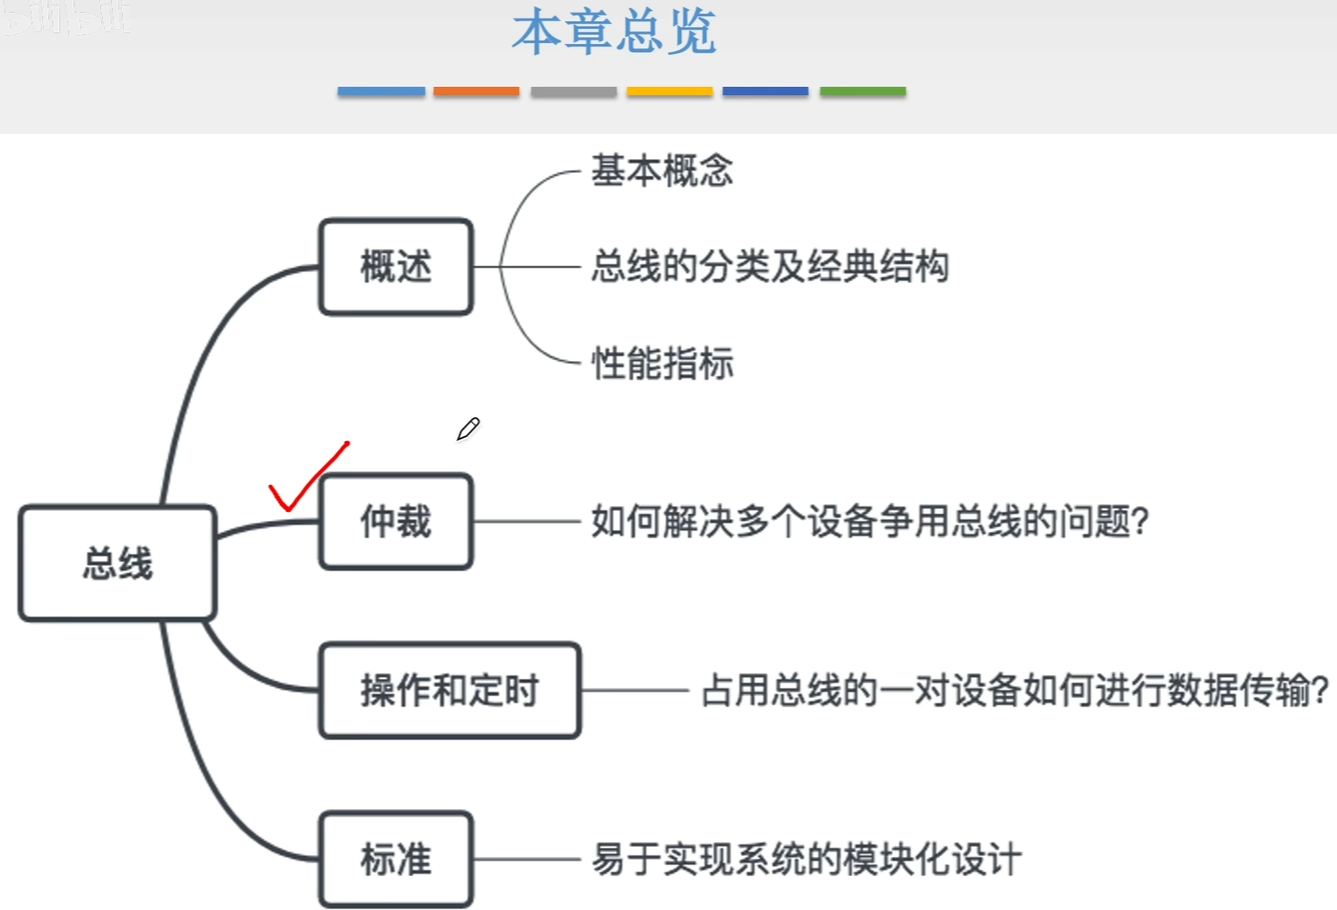 bilibili
本章总览
概述
基本概念
总线的分类及经典结构
性能指标
总线
仲裁
如何解决多个设备争用总线的问题?
操作和定时
占用总线的一对设备如何进行数据传输?
标准
易于实现系统的模块化设计